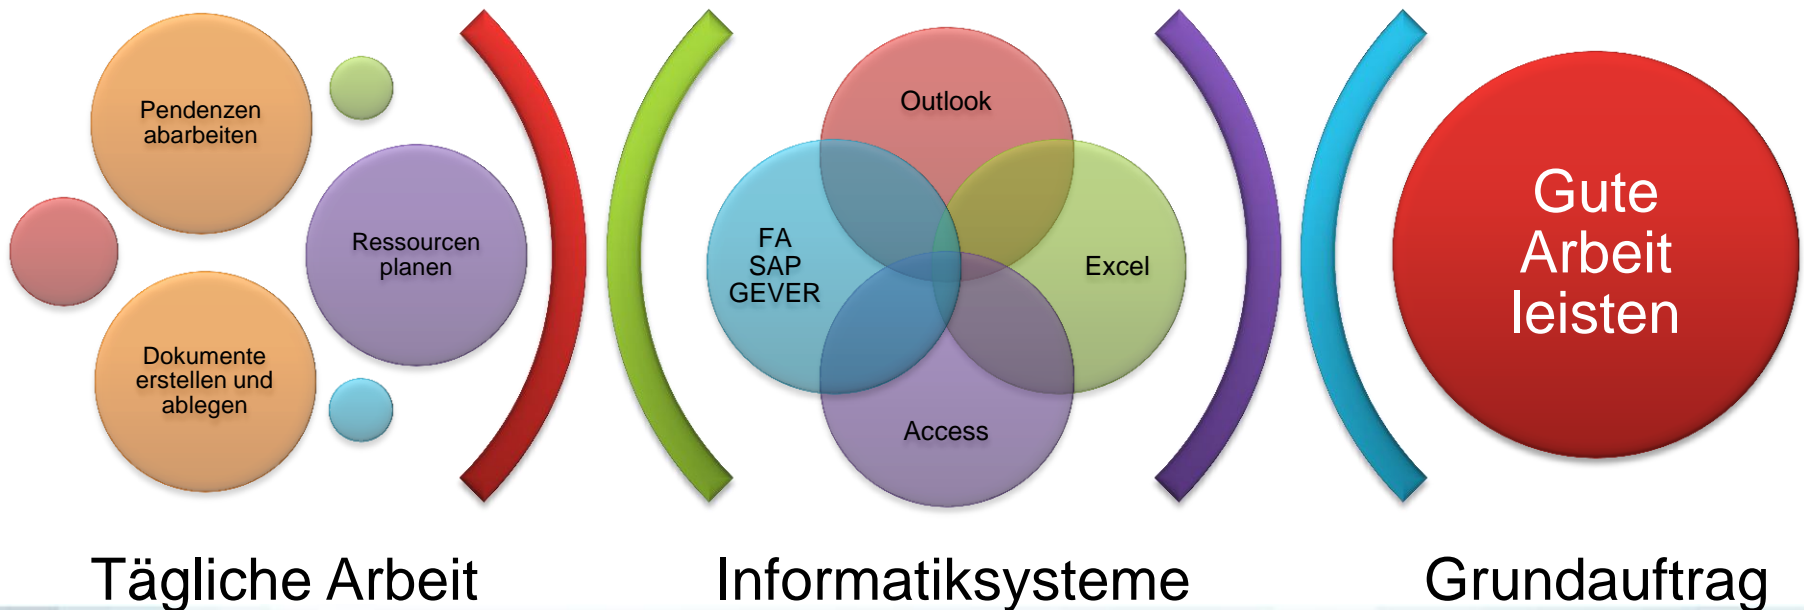 Pendenzen
abarbeiten
Ressourcen
planen
Dokumente
erstellen und
ablegen
Tägliche Arbeit
Outlook
FA
SAP
GEVER
Excel
Access
Informatiksysteme
Gute
Arbeit
leisten
Grundauftrag